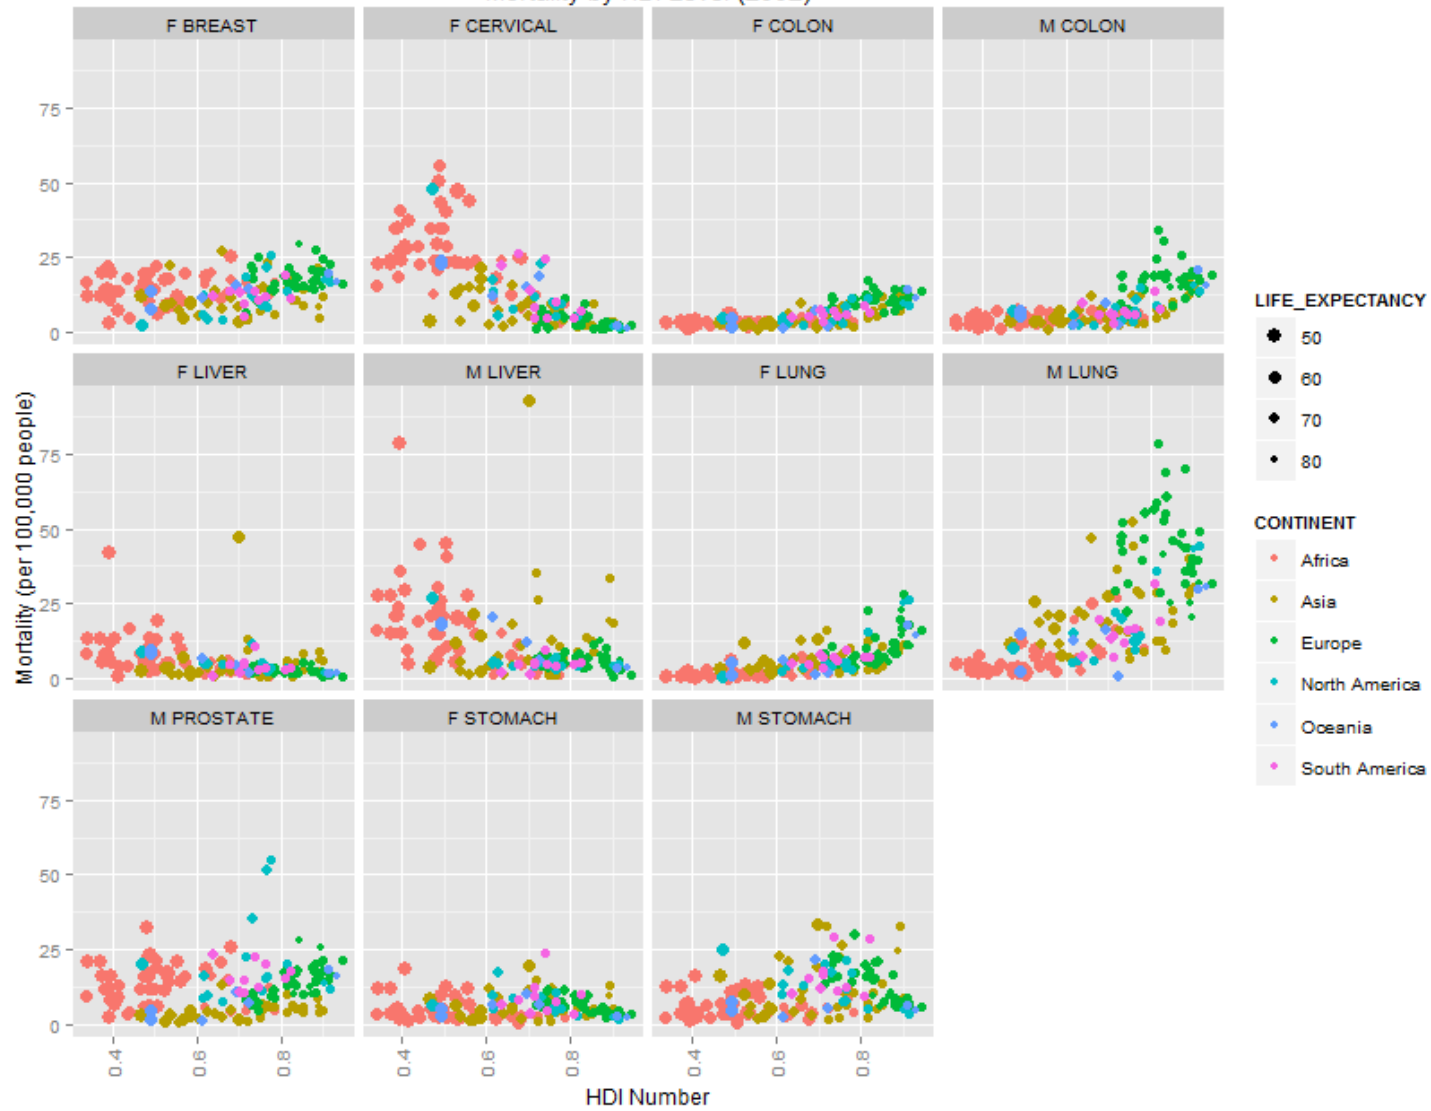 F BREAST F CERVICAL F COLON M COLON
75
50
25
0
F LIVER M LIVER F LUNG M LUNG
75
50
25
0
M PROSTATE F STOMACH M STOMACH
75
50
25
0
0.4 0.6 0.8 0.4 0.6 0.8 0.4 0.6 0.8
HDI Number
Mortality (per 100,000 people)
LIFE_EXPECTANCY
50
60
70
80
CONTINENT
Africa
Asia
Europe
North America
Oceania
South America